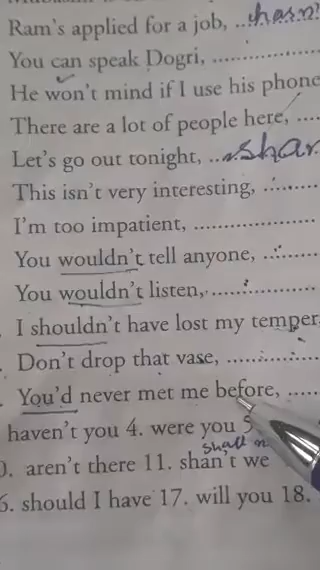 Ram's applied for a job, ...hasn'
You can speak Dogri, ..............
He won't mind if I use his phone
There are a lot of people here, ....
Let's go out tonight, ...shan
This isn't very interesting, ..........
I'm too impatient, ......................
You wouldn't tell anyone, ...........
You wouldn't listen,................
I shouldn't have lost my temper
Don't drop that vase, ................
You'd never met me before, .....
haven't you 4. were you 5
shall n
0. aren't there 11. shan't we
6. should I have 17. will you 18.